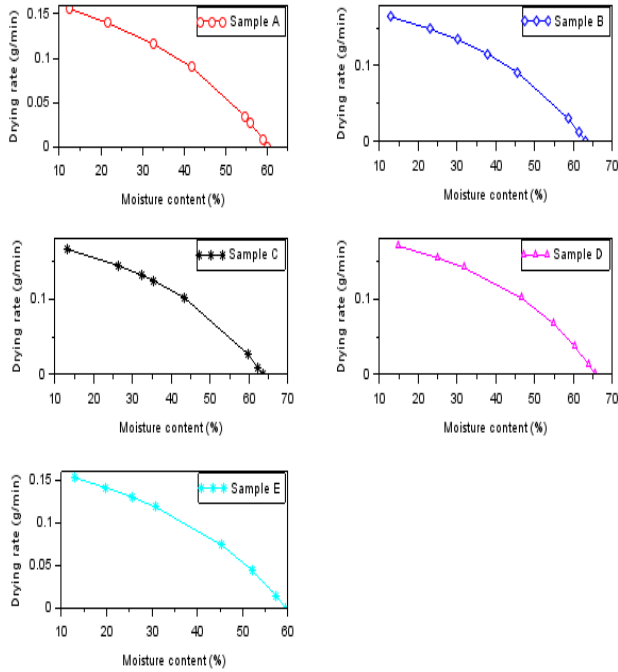 Sample A
Drying rate (g/min)
0.15
0.1
0.05
0
10 20 30 40 50 60
Moisture content (%)
Sample B
Drying rate (g/min)
0.1
0
10 20 30 40 50 60 70
Moisture content (%)
Sample C
Drying rate (g/min)
0.1
0
10 20 30 40 50 60 70
Moisture content (%)
Sample D
Drying rate (g/min)
0.1
0
10 20 30 40 50 60 70
Moisture content (%)
Sample E
Drying rate (g/min)
0.15
0.1
0.05
0
10 20 30 40 50 60
Moisture content (%)